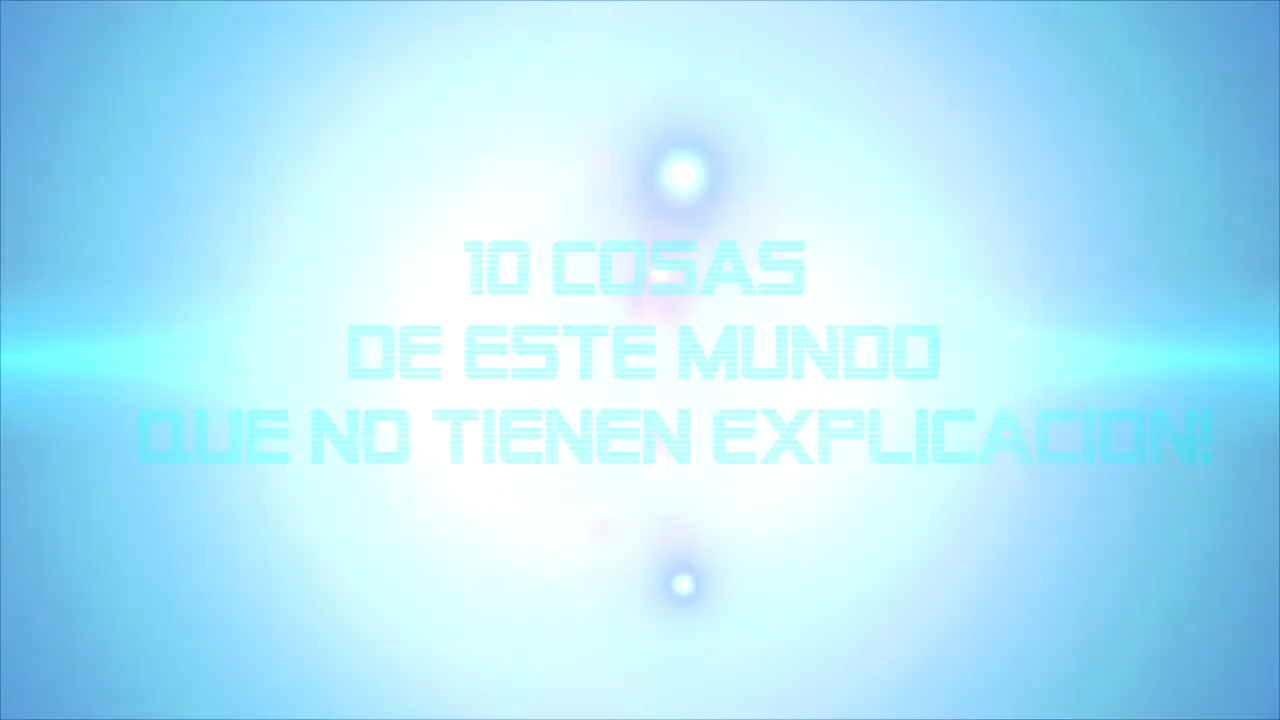 10 COSAS
DE ESTE MUNDO
QUE NO TIENEN EXPLICACION!